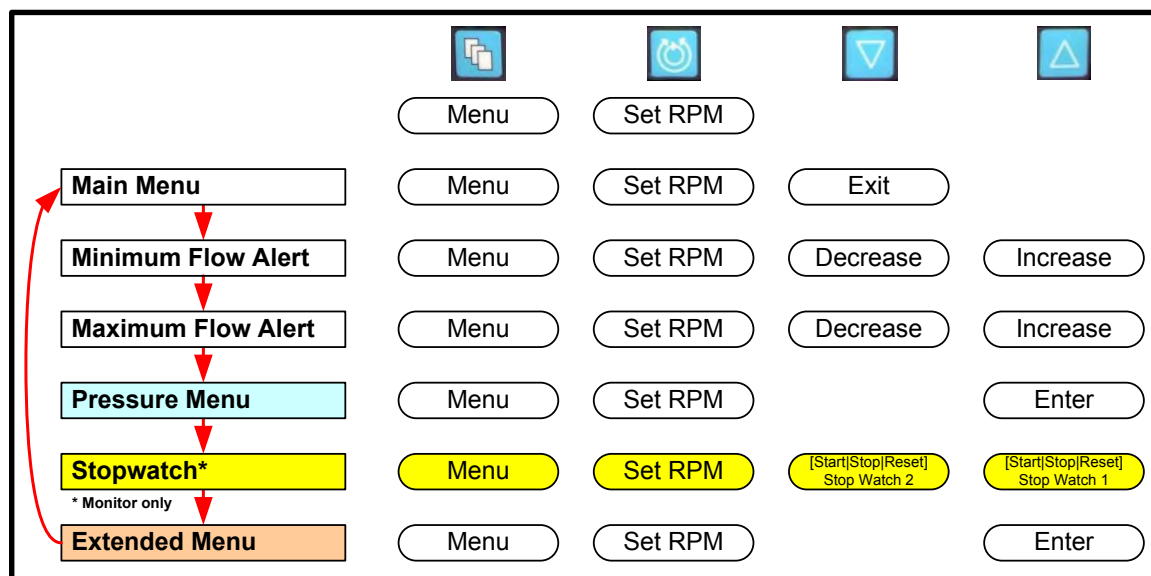 Menu Set RPM
Main Menu Menu Set RPM Exit
Minimum Flow Alert Menu Set RPM Decrease Increase
Maximum Flow Alert Menu Set RPM Decrease Increase
Pressure Menu Menu Set RPM Enter
Stopwatch* Menu Set RPM [Start|Stop|Reset] [Start|Stop|Reset]
Stop Watch 2 Stop Watch 1
* Monitor only
Extended Menu Menu Set RPM Enter